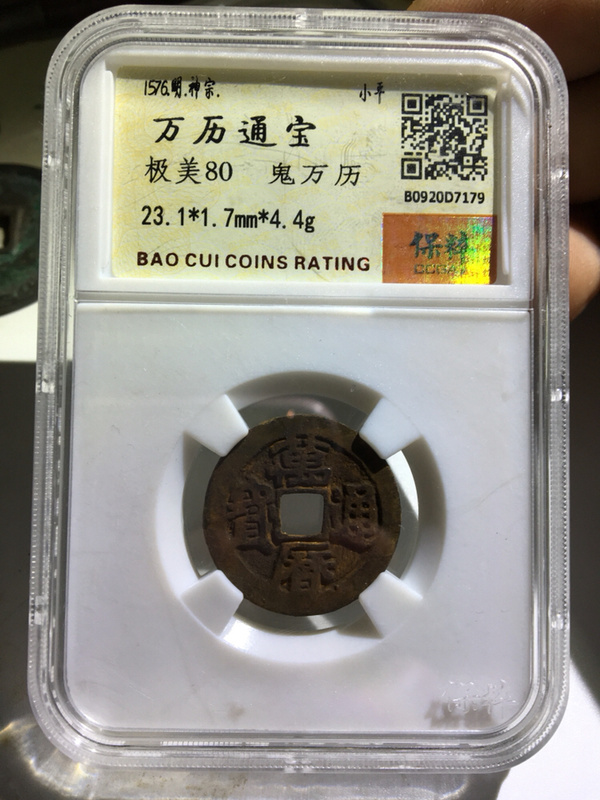 1576.明.神宗. 小平
万历通宝
极美80 鬼万历
B0920D7179
23.1*1.7mm*4.4g
保粹
BAO CUI COINS RATING
萬曆通寶